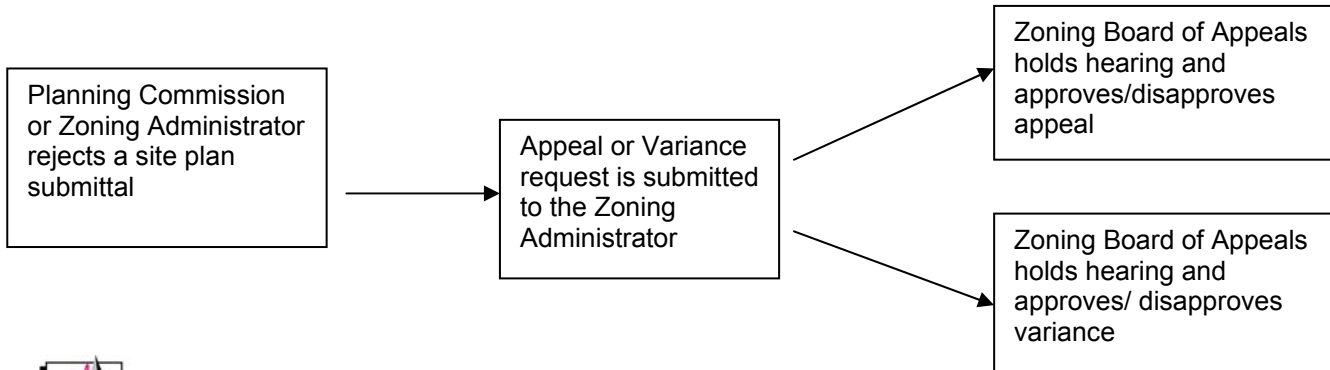 Planning Commission
or Zoning Administrator
rejects a site plan
submittal
Appeal or Variance
request is submitted
to the Zoning
Administrator
Zoning Board of Appeals
holds hearing and
approves/disapproves
appeal
Zoning Board of Appeals
holds hearing and
approves/ disapproves
variance